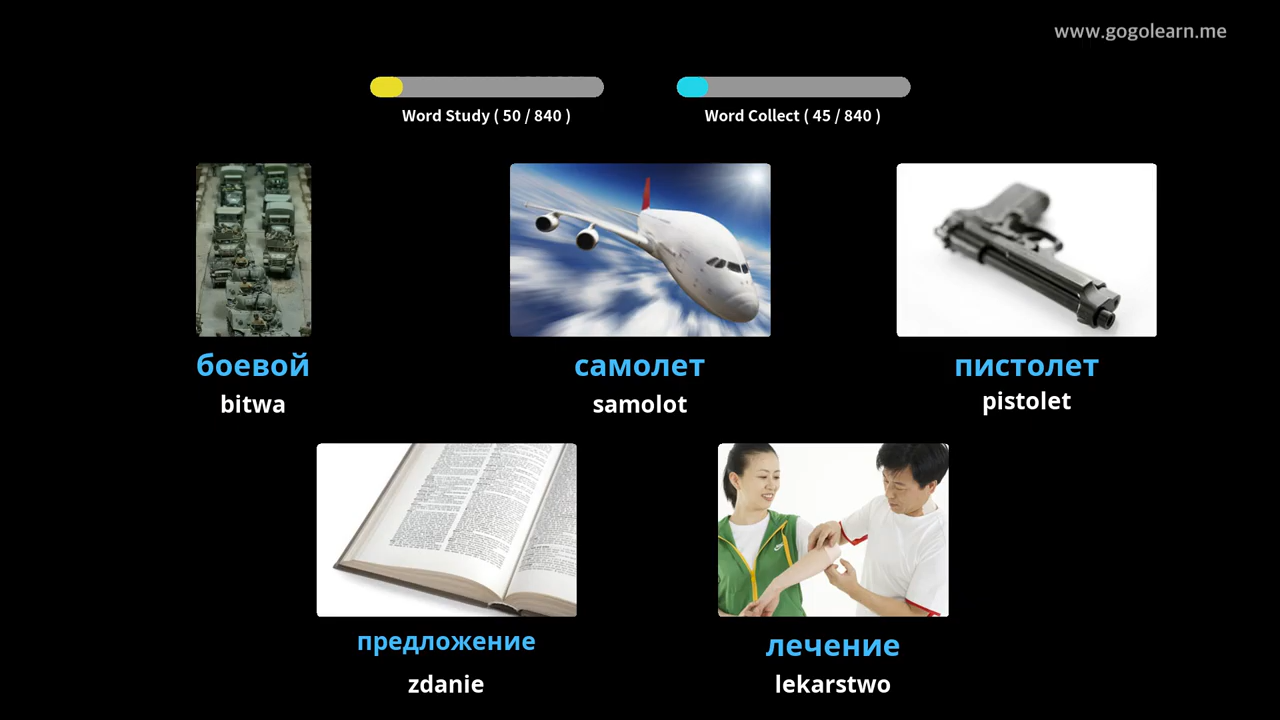 www.gogolearn.me
Word Study ( 50 / 840 )
Word Collect ( 45 / 840 )
боевой
bitwa
самолет
samolot
пистолет
pistolet
предложение
zdanie
лечение
lekarstwo